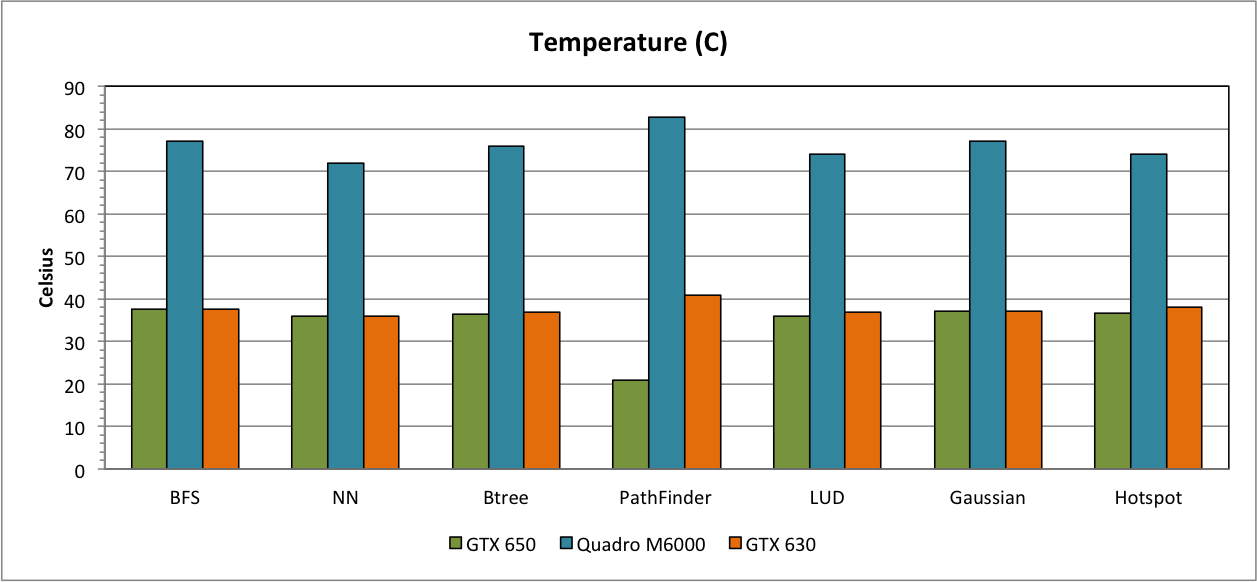 Temperature (C)
90
80
70
60
50
40
30
20
10
0
Celsius
BFS NN Btree PathFinder LUD Gaussian Hotspot
GTX 650 Quadro M6000 GTX 630